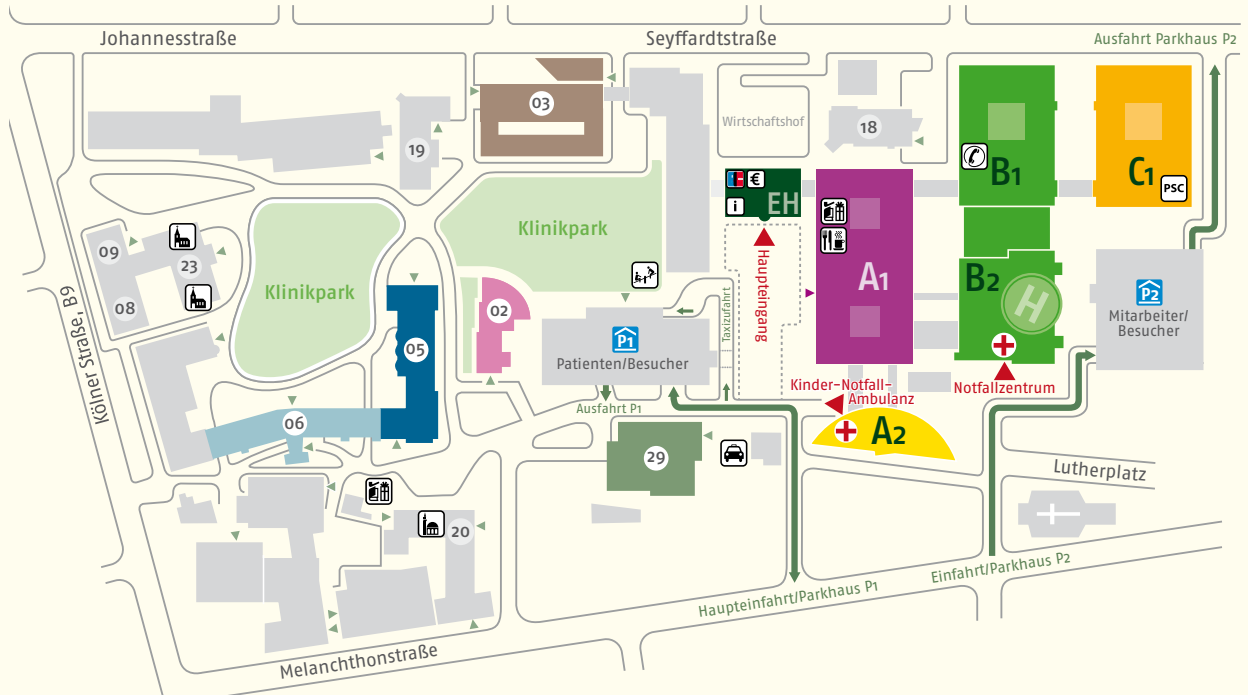 Johannesstraße
Seyffardtstraße
Ausfahrt Parkhaus P2
03
Wirtschaftshof
18
19
B1
C1
PSC
€
i
EH
Klinikpark
09
23
08
Klinikpark
02
05
Haupteingang
Taxizufahrt
A1
B2
H
P1
Patienten/Besucher
P2
Mitarbeiter/
Besucher
Kölner Straße, B9
Ausfahrt P1
Kinder-Notfall-
Ambulanz
Notfallzentrum
06
A2
29
Lutherplatz
20
Haupteinfahrt/Parkhaus P1
Einfahrt/Parkhaus P2
Melanchthonstraße